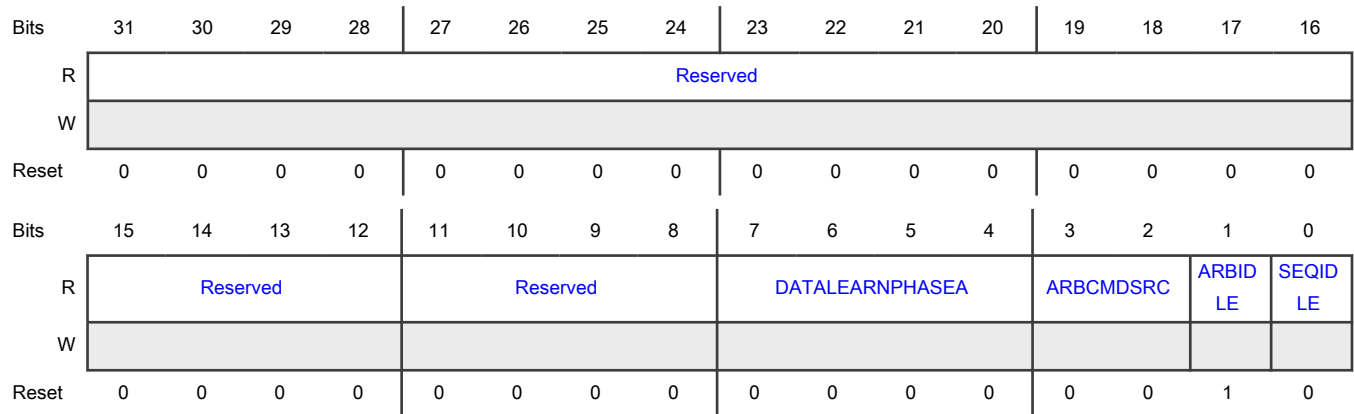 Bits 31 30 29 28 27 26 25 24 23 22 21 20 19 18 17 16
R Reserved
W
Reset 0 0 0 0 0 0 0 0 0 0 0 0 0 0 0 0
Bits 15 14 13 12 11 10 9 8 7 6 5 4 3 2 1 0
R Reserved Reserved DATALEARNPHASEA ARBCMDSRC ARBID SEQID
LE LE
W
Reset 0 0 0 0 0 0 0 0 0 0 0 0 0 0 1 0